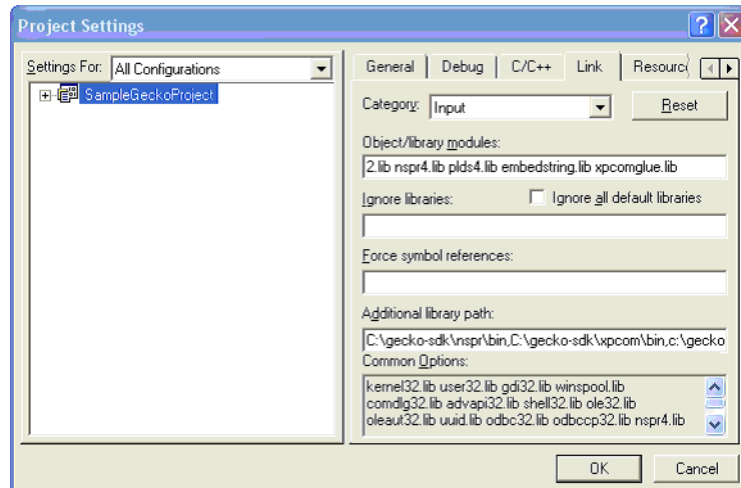 Project Settings
Settings For: All Configurations
SampleGeckoProject
General Debug C/C++ Link
Category: Input Reset
Object/library modules:
2.lib nspr4.lib plds4.lib embedstring.lib xpcomglue.lib
Ignore libraries: Ignore all default libraries
Force symbol references:
Additional library path:
C:\gecko-sdk\nspr\bin,C:\gecko-sdk\xpcom\bin,c:\gecko
Common Options:
kernel32.lib user32.lib gdi32.lib winspool.lib
comdlg32.lib advapi32.lib shell32.lib ole32.lib
oleaut32.lib uuid.lib odbc32.lib odbccp32.lib nspr4.lib
OK Cancel